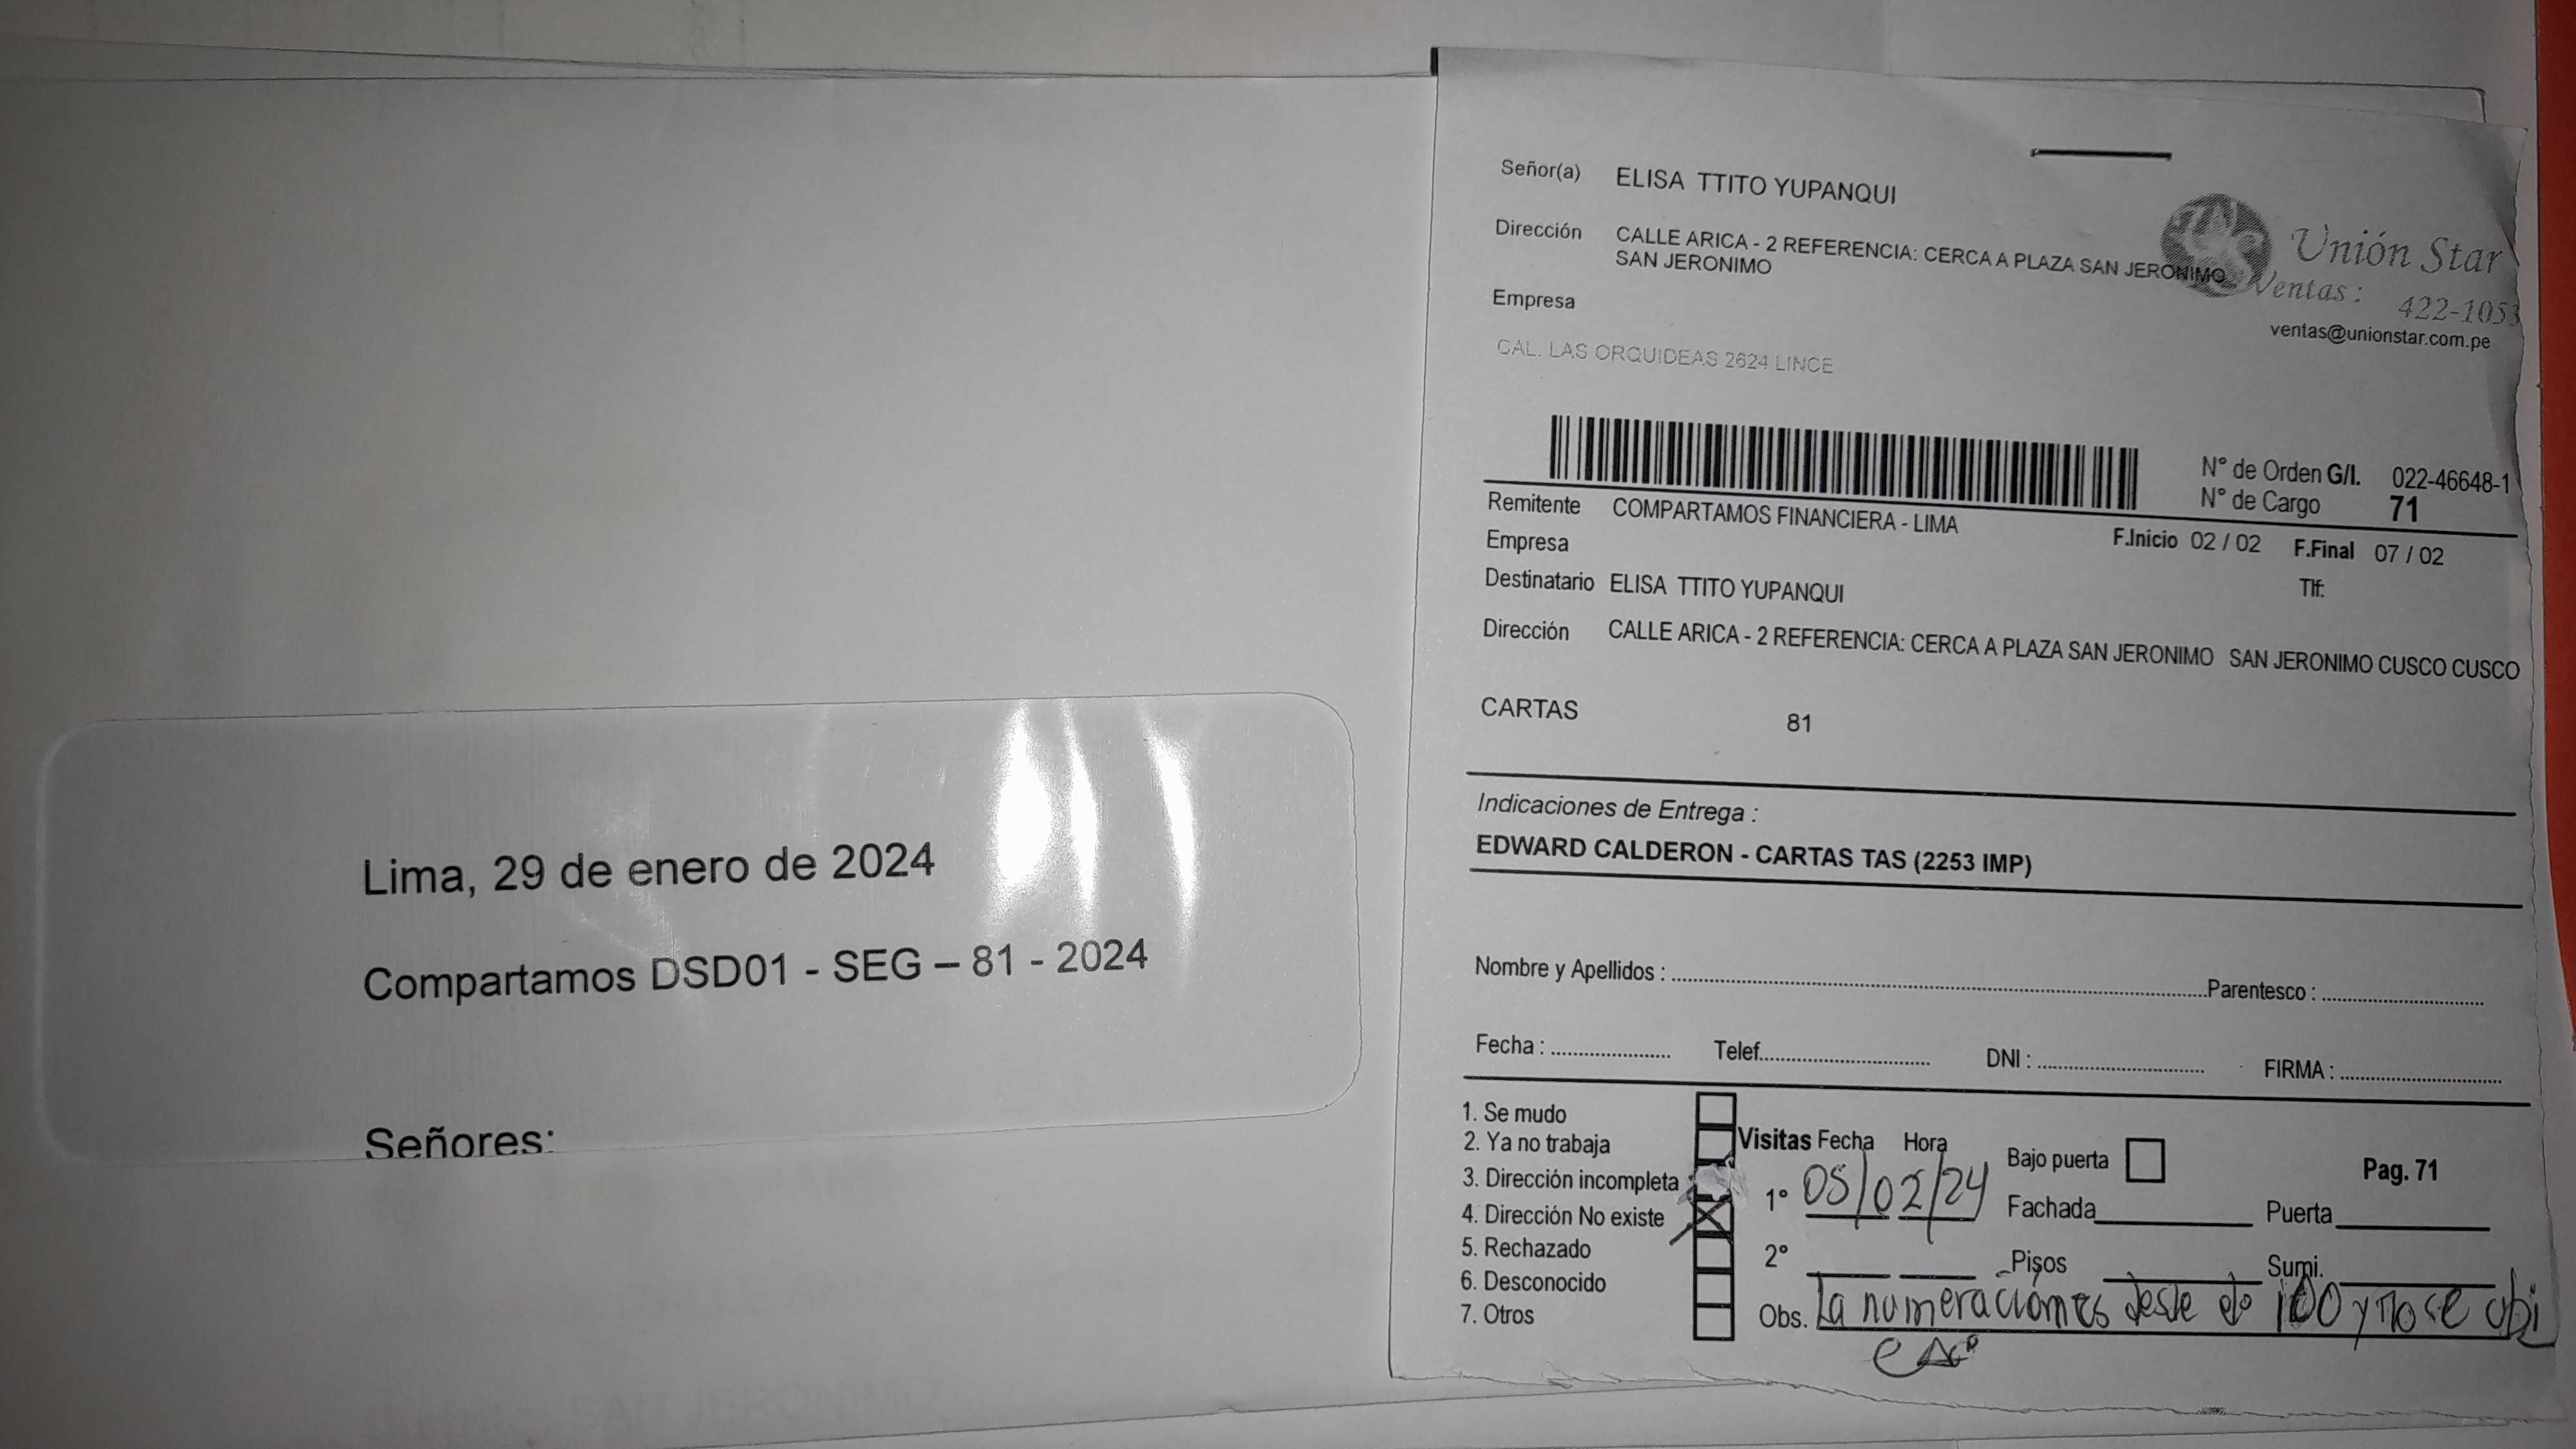 Lima, 29 de enero de 2024
Compartamos DSD01 - SEG – 81 - 2024
Señores:
Señor(a) ELISA TTITO YUPANQUI
Dirección CALLE ARICA - 2 REFERENCIA: CERCA A PLAZA SAN JERONIMO
SAN JERONIMO
Unión Star
Ventas: 422-1053
ventas@unionstar.com.pe
Empresa
CAL. LAS ORQUIDEAS 2624 LINCE
N° de Orden G/I. 022-46648-1
N° de Cargo 71
Remitente COMPARTAMOS FINANCIERA - LIMA
F.Inicio 02 / 02 F.Final 07 / 02
Empresa
Destinatario ELISA TTITO YUPANQUI
Tlf:
Dirección CALLE ARICA - 2 REFERENCIA: CERCA A PLAZA SAN JERONIMO SAN JERONIMO CUSCO CUSCO
CARTAS 81
Indicaciones de Entrega :
EDWARD CALDERON - CARTAS TAS (2253 IMP)
Nombre y Apellidos : Parentesco :
Fecha : Telef. DNI : FIRMA :
1. Se mudo
2. Ya no trabaja
3. Dirección incompleta
4. Dirección No existe
5. Rechazado
6. Desconocido
7. Otros
Visitas Fecha Hora
1° 05/02/24
2°
Bajo puerta
Pag. 71
Fachada Puerta
Pisos Sumi.
Obs. La numeración es 100 y no se ubi